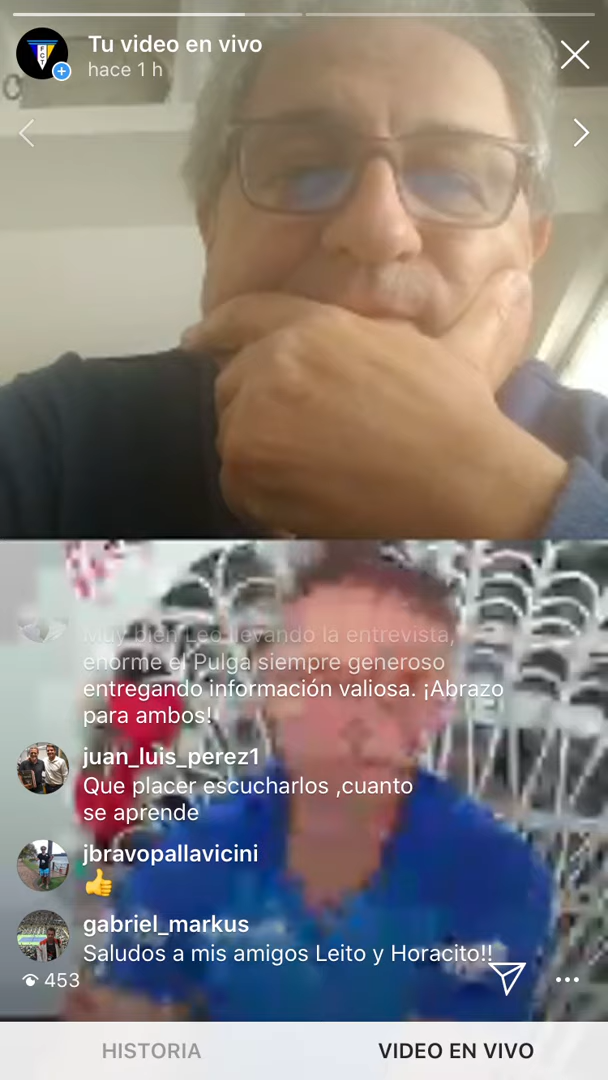 Tu video en vivo
hace 1 h
Muy bien Leo llevando la entrevista,
enorme el Pulga siempre generoso
entregando información valiosa. ¡Abrazo
para ambos!
juan_luis_perez1
Que placer escucharlos ,cuanto
se aprende
jbravopallavicini
👍
gabriel_markus
Saludos a mis amigos Leito y Horacito!!
453
HISTORIA
VIDEO EN VIVO